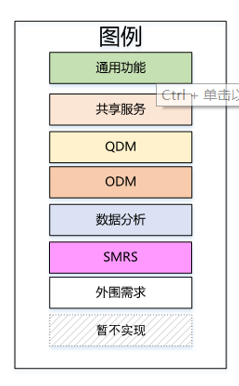 图例
通用功能
Ctrl + 单击以
共享服务
QDM
ODM
数据分析
SMRS
外围需求
暂不实现